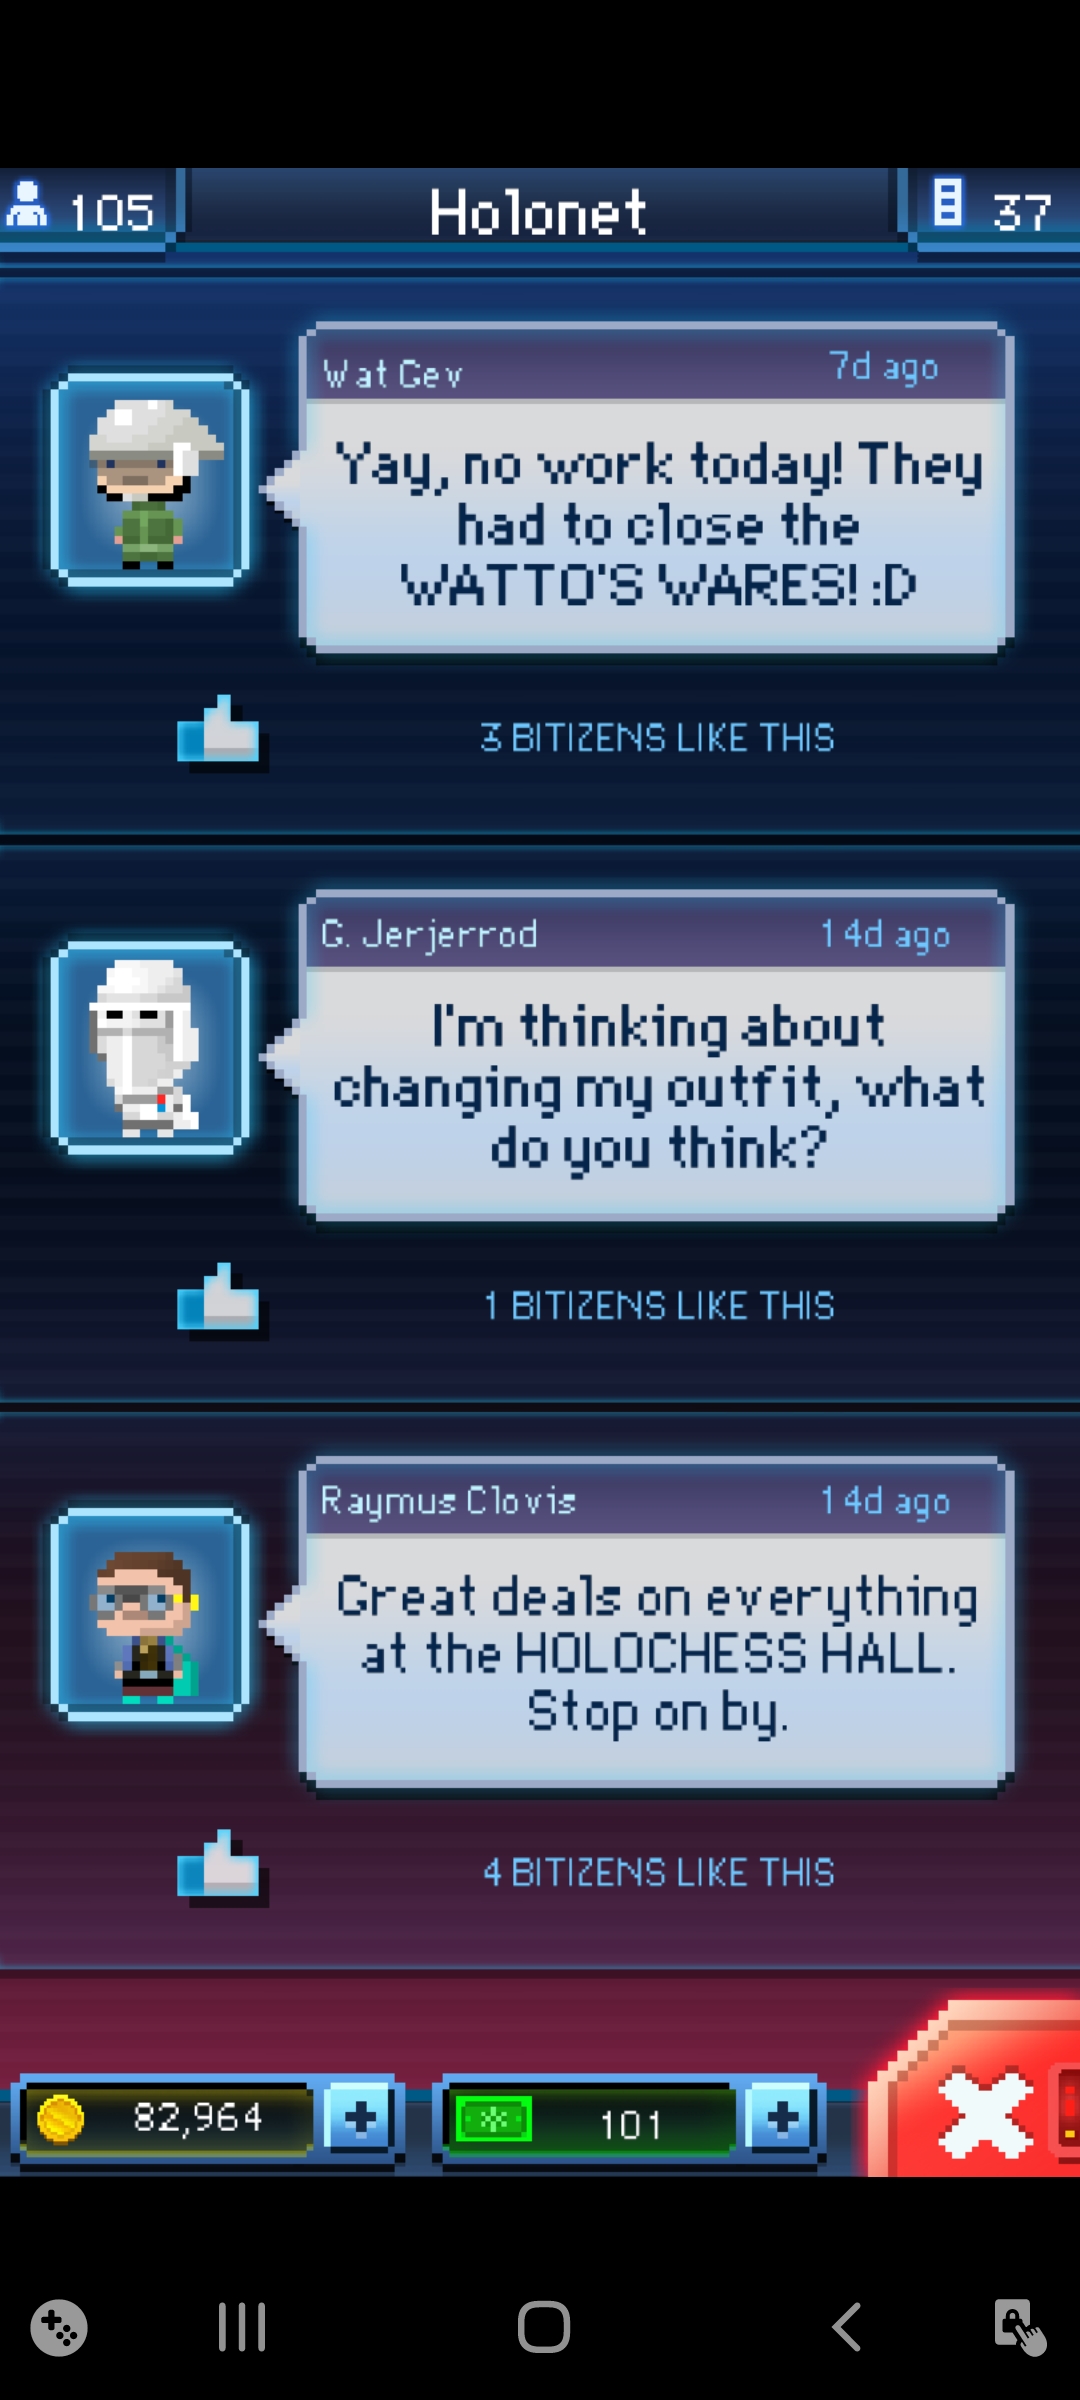 105
Holonet
37
Wat Gev
7d ago
Yay, no work today! They
had to close the
WATTO'S WARES! :D
3 BITIZENS LIKE THIS
G. Jerjerrod
14d ago
I'm thinking about
changing my outfit, what
do you think?
1 BITIZENS LIKE THIS
Raymus Clovis
14d ago
Great deals on everything
at the HOLOCHESS HALL.
Stop on by.
4 BITIZENS LIKE THIS
82,964
101